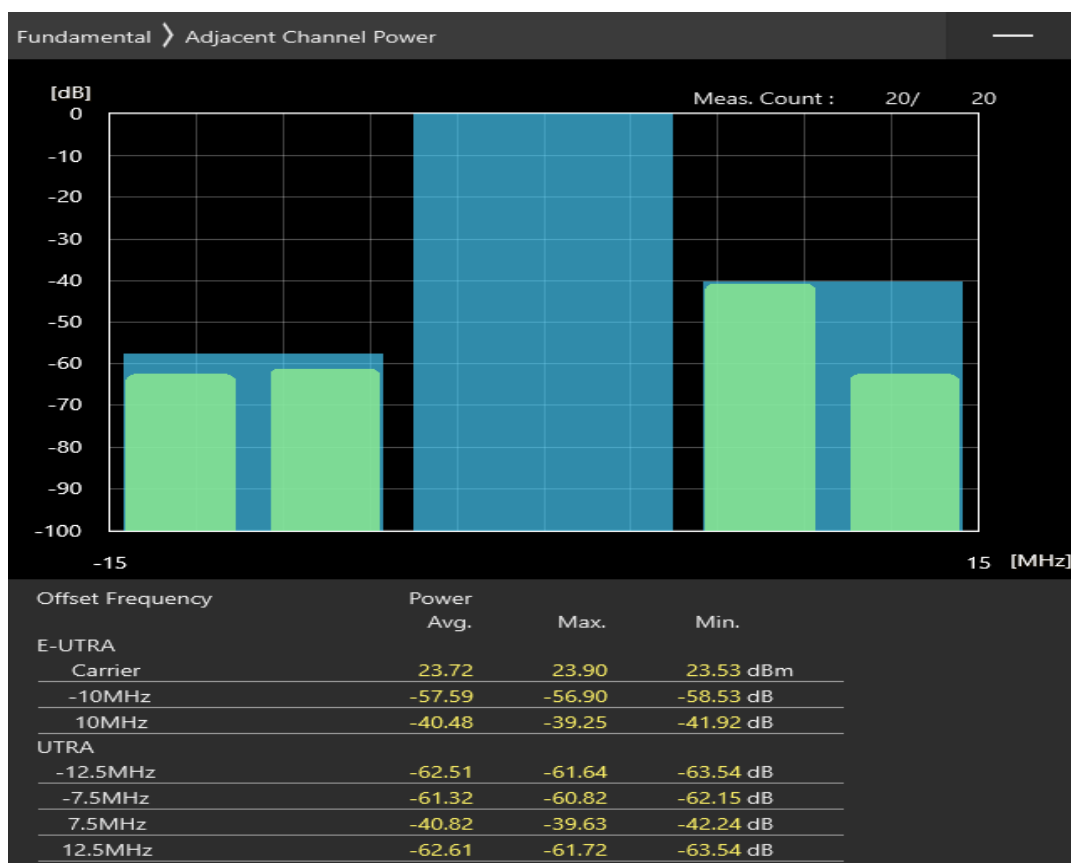 Fundamental ❯ Adjacent Channel Power
[dB]
Meas. Count : 20/ 20
0
-10
-20
-30
-40
-50
-60
-70
-80
-90
-100
-15 15 [MHz]
Offset Frequency Power
Avg. Max. Min.
E-UTRA
Carrier 23.72 23.90 23.53 dBm
-10MHz -57.59 -56.90 -58.53 dB
10MHz -40.48 -39.25 -41.92 dB
UTRA
-12.5MHz -62.51 -61.64 -63.54 dB
-7.5MHz -61.32 -60.82 -62.15 dB
7.5MHz -40.82 -39.63 -42.24 dB
12.5MHz -62.61 -61.72 -63.54 dB